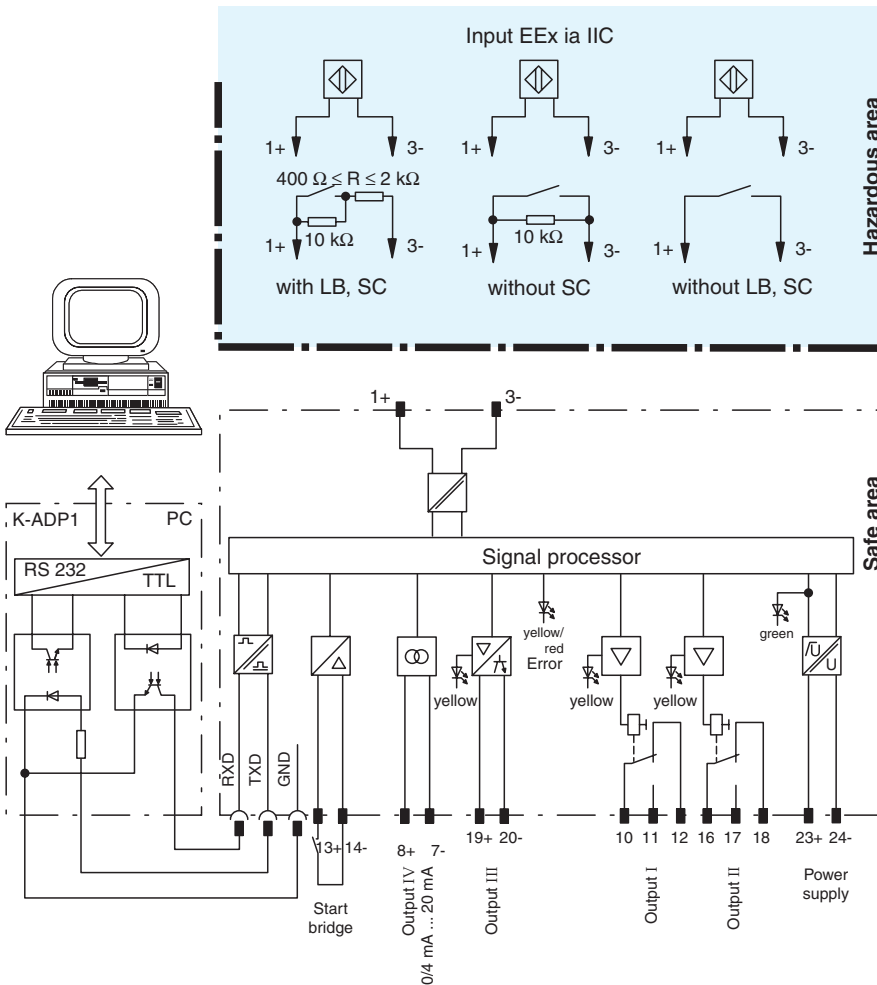 Input EEx ia IIC
Hazardous area
1+ 3- 1+ 3- 1+ 3-
400 Ω ≤ R ≤ 2 kΩ
10 kΩ 10 kΩ
1+ 3- 1+ 3- 1+ 3-
with LB, SC without SC without LB, SC
1+ 3-
Safe area
K-ADP1 PC
Signal processor
RS 232
TTL
yellow
yellow/
red
Error
yellow
yellow
green
U
U
RXD
TXD
GND
13+ 14-
8+ 7-
19+ 20-
10 11 12 16 17 18 23+ 24-
Start
bridge
Output IV
0/4 mA ... 20 mA
Output III
Output I
Output II
Power
supply